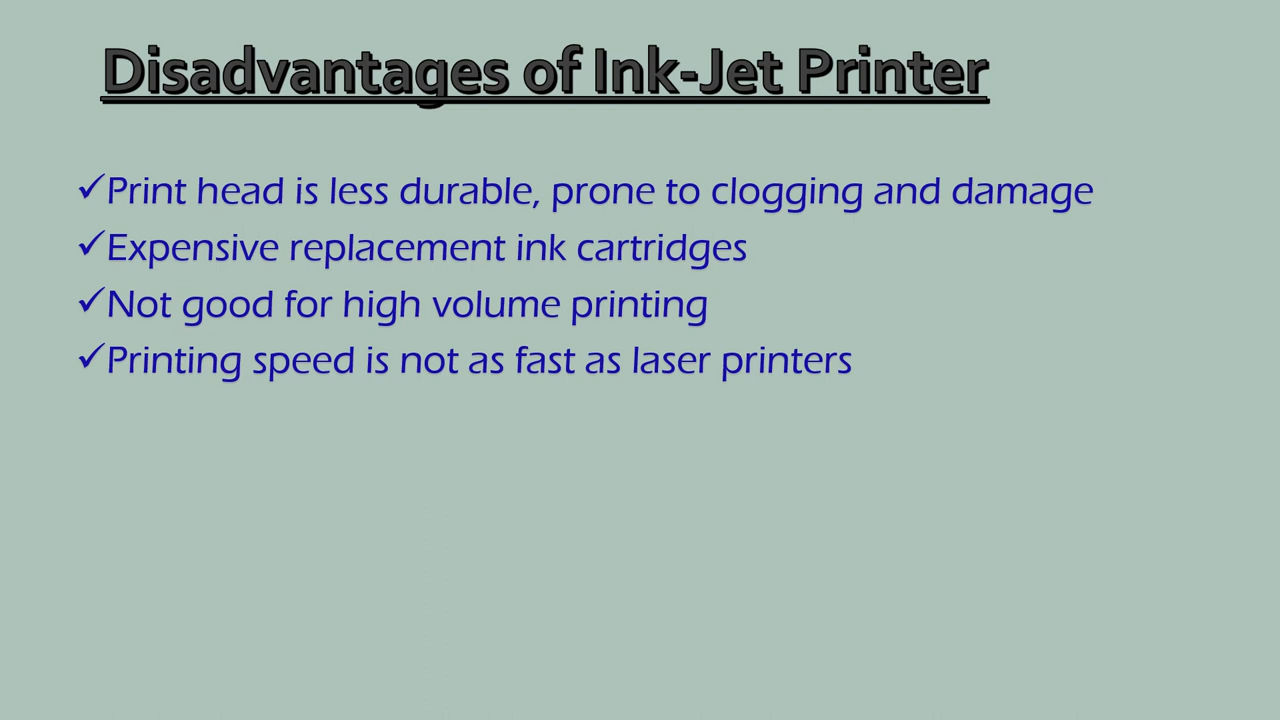 Disadvantages of Ink-Jet Printer
✓Print head is less durable, prone to clogging and damage
✓Expensive replacement ink cartridges
✓Not good for high volume printing
✓Printing speed is not as fast as laser printers